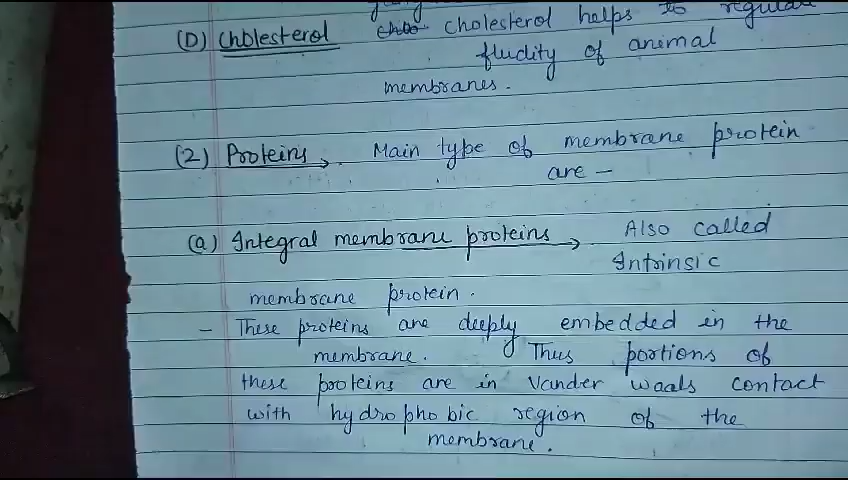 (D) Cholesterol cholesterol helps to regulate
fludity of animal
membranes.
(2) Proteins → Main type of membrane protein
are -
(a) Integral membrane proteins → Also called
Intrinsic
membrane protein.
- These proteins are deeply embedded in the
membrane. Thus portions of
these proteins are in Vander waals contact
with hydrophobic region of the
membrane.